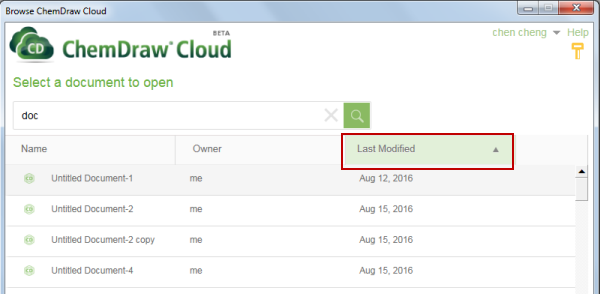 Browse ChemDraw Cloud
chen cheng Help
CD ChemDraw® Cloud BETA
Select a document to open
doc
Name Owner Last Modified
CD Untitled Document-1 me Aug 12, 2016
CD Untitled Document-2 me Aug 15, 2016
CD Untitled Document-2 copy me Aug 15, 2016
CD Untitled Document-4 me Aug 15, 2016